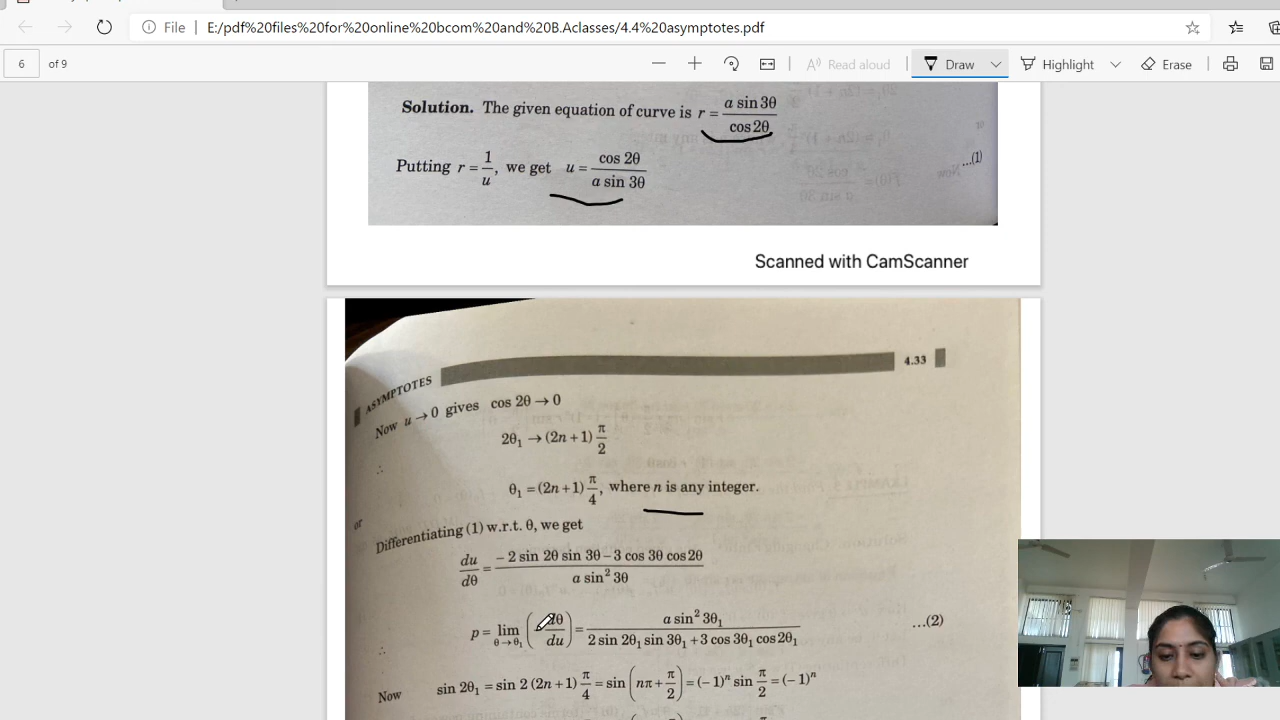 File E:/pdf%20files%20for%20online%20bcom%20and%20B.Aclasses/4.4%20asymptotes.pdf
6 of 9 Read aloud Draw Highlight Erase
Solution. The given equation of curve is r = a sin 3θ / cos 2θ
Putting r = 1/u, we get u = cos 2θ / a sin 3θ ...(1)
Scanned with CamScanner
ASYMPTOTES 4.33
Now u → 0 gives cos 2θ → 0
∴ 2θ₁ → (2n + 1) π/2
or θ₁ = (2n + 1) π/4, where n is any integer.
Differentiating (1) w.r.t. θ, we get
du/dθ = – 2 sin 2θ sin 3θ – 3 cos 3θ cos 2θ / a sin² 3θ
∴ p = lim θ→θ₁ (– dθ/du) = a sin² 3θ₁ / 2 sin 2θ₁ sin 3θ₁ + 3 cos 3θ₁ cos 2θ₁ ...(2)
Now sin 2θ₁ = sin 2 (2n + 1) π/4 = sin (nπ + π/2) = (– 1)ⁿ sin π/2 = (– 1)ⁿ